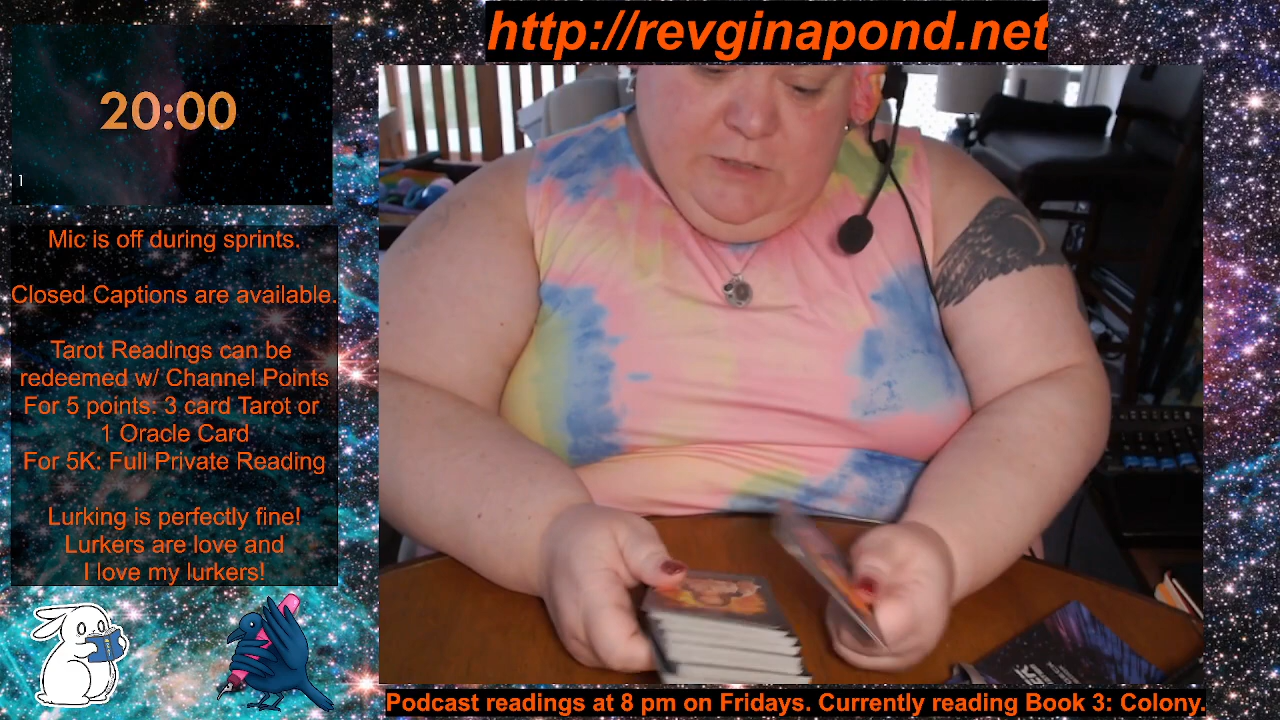 http://revginapond.net
20:00
1
Mic is off during sprints.
Closed Captions are available.
Tarot Readings can be
redeemed w/ Channel Points
For 5 points: 3 card Tarot or
1 Oracle Card
For 5K: Full Private Reading
Lurking is perfectly fine!
Lurkers are love and
I love my lurkers!
Podcast readings at 8 pm on Fridays. Currently reading Book 3: Colony.